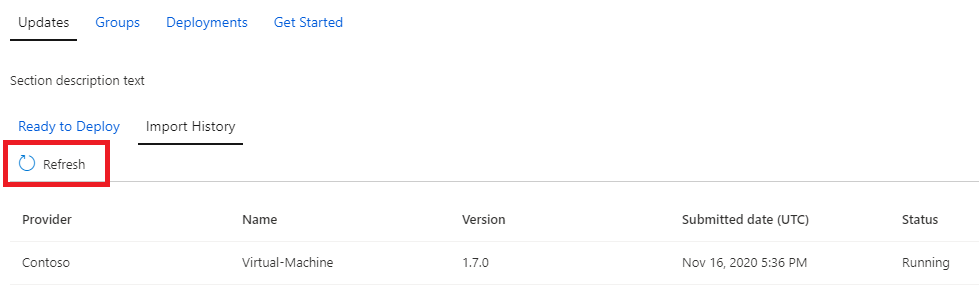 Updates Groups Deployments Get Started
Section description text
Ready to Deploy Import History
Refresh
Provider Name Version Submitted date (UTC) Status
Contoso Virtual-Machine 1.7.0 Nov 16, 2020 5:36 PM Running